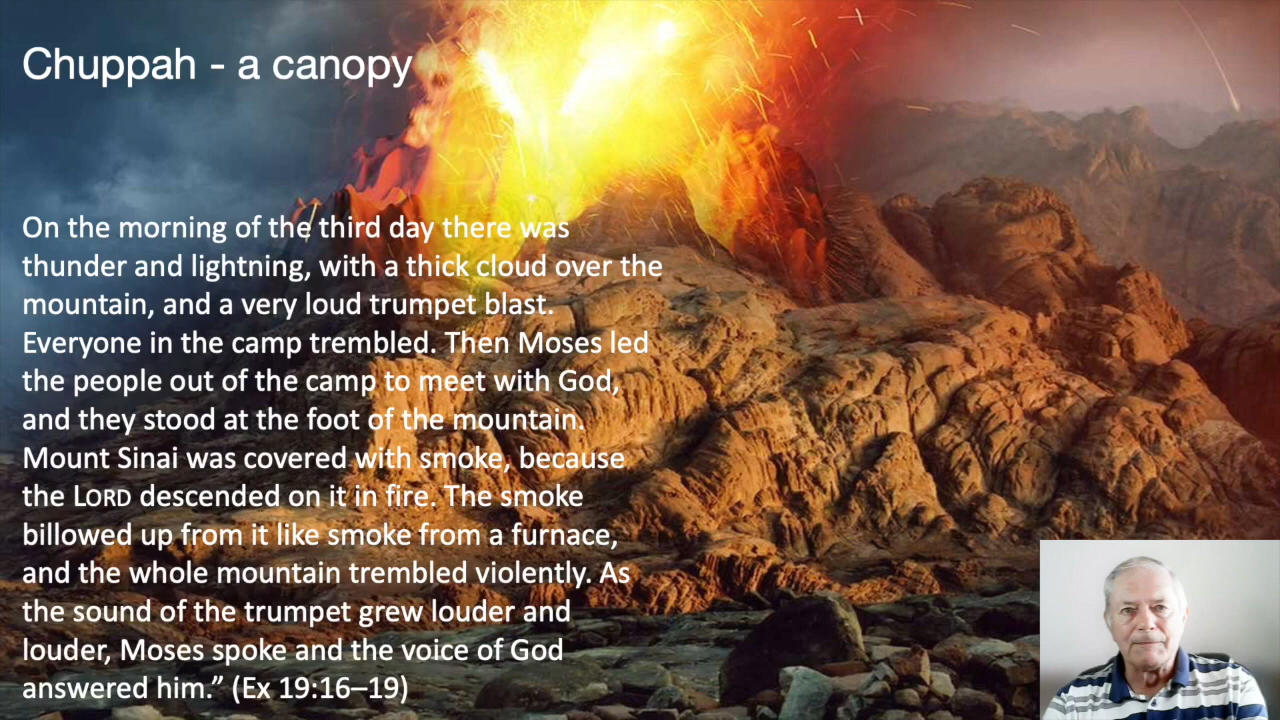 Chuppah - a canopy
On the morning of the third day there was
thunder and lightning, with a thick cloud over the
mountain, and a very loud trumpet blast.
Everyone in the camp trembled. Then Moses led
the people out of the camp to meet with God,
and they stood at the foot of the mountain.
Mount Sinai was covered with smoke, because
the LORD descended on it in fire. The smoke
billowed up from it like smoke from a furnace,
and the whole mountain trembled violently. As
the sound of the trumpet grew louder and
louder, Moses spoke and the voice of God
answered him.” (Ex 19:16–19)